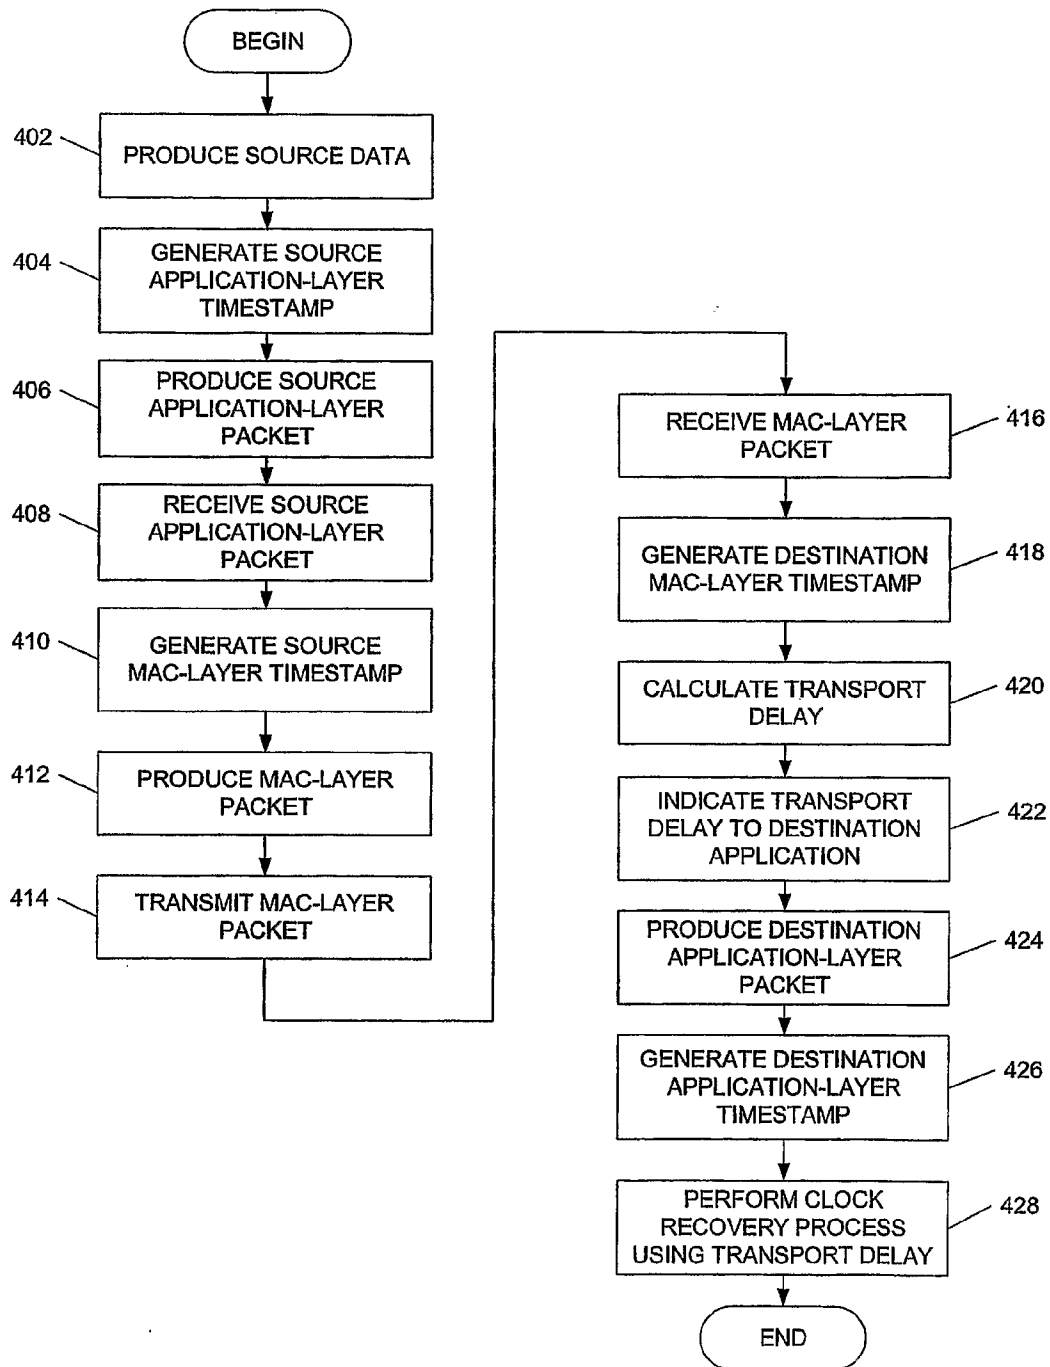 BEGIN
402
PRODUCE SOURCE DATA
404
GENERATE SOURCE
APPLICATION-LAYER
TIMESTAMP
406
PRODUCE SOURCE
APPLICATION-LAYER
PACKET
408
RECEIVE SOURCE
APPLICATION-LAYER
PACKET
410
GENERATE SOURCE
MAC-LAYER TIMESTAMP
412
PRODUCE MAC-LAYER
PACKET
414
TRANSMIT MAC-LAYER
PACKET
RECEIVE MAC-LAYER
PACKET
416
GENERATE DESTINATION
MAC-LAYER TIMESTAMP
418
CALCULATE TRANSPORT
DELAY
420
INDICATE TRANSPORT
DELAY TO DESTINATION
APPLICATION
422
PRODUCE DESTINATION
APPLICATION-LAYER
PACKET
424
GENERATE DESTINATION
APPLICATION-LAYER
TIMESTAMP
426
PERFORM CLOCK
RECOVERY PROCESS
USING TRANSPORT DELAY
428
END